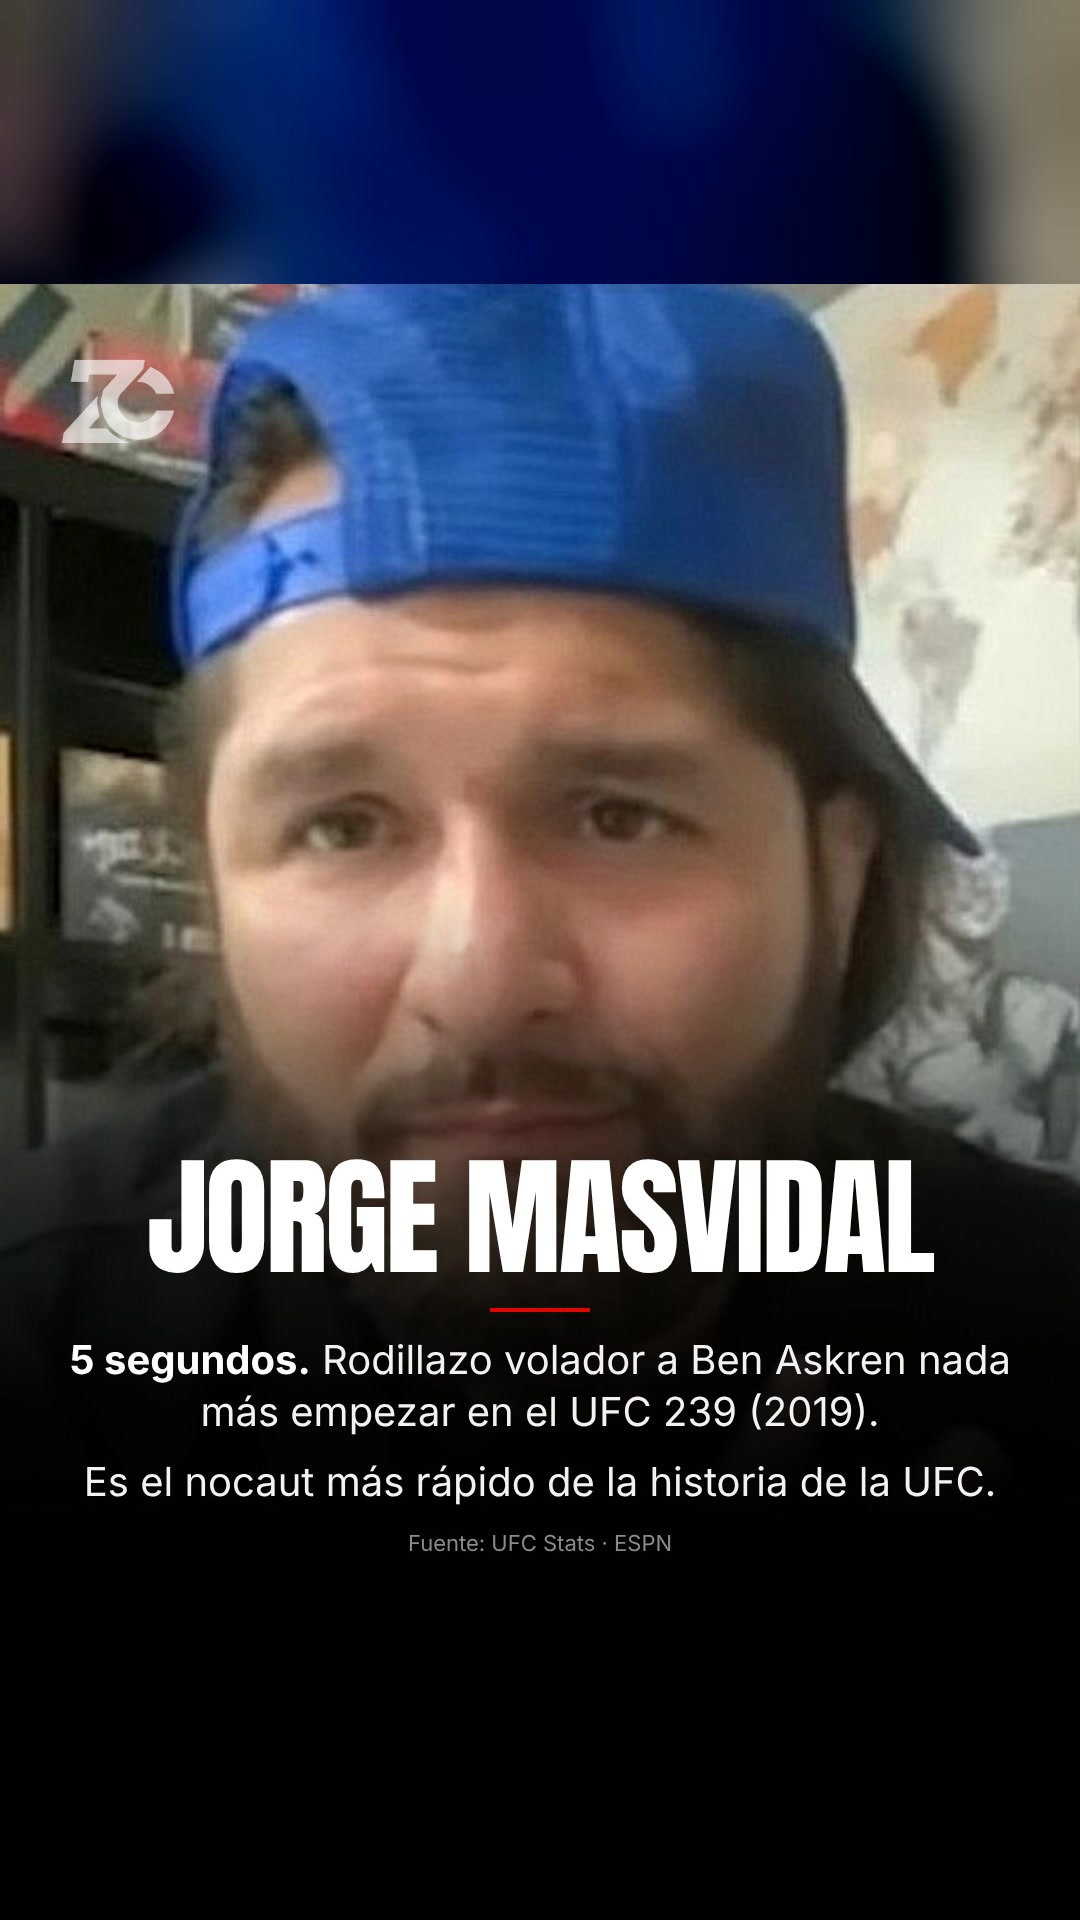 ZC
JORGE MASVIDAL
5 segundos. Rodillazo volador a Ben Askren nada
más empezar en el UFC 239 (2019).
Es el nocaut más rápido de la historia de la UFC.
Fuente: UFC Stats · ESPN